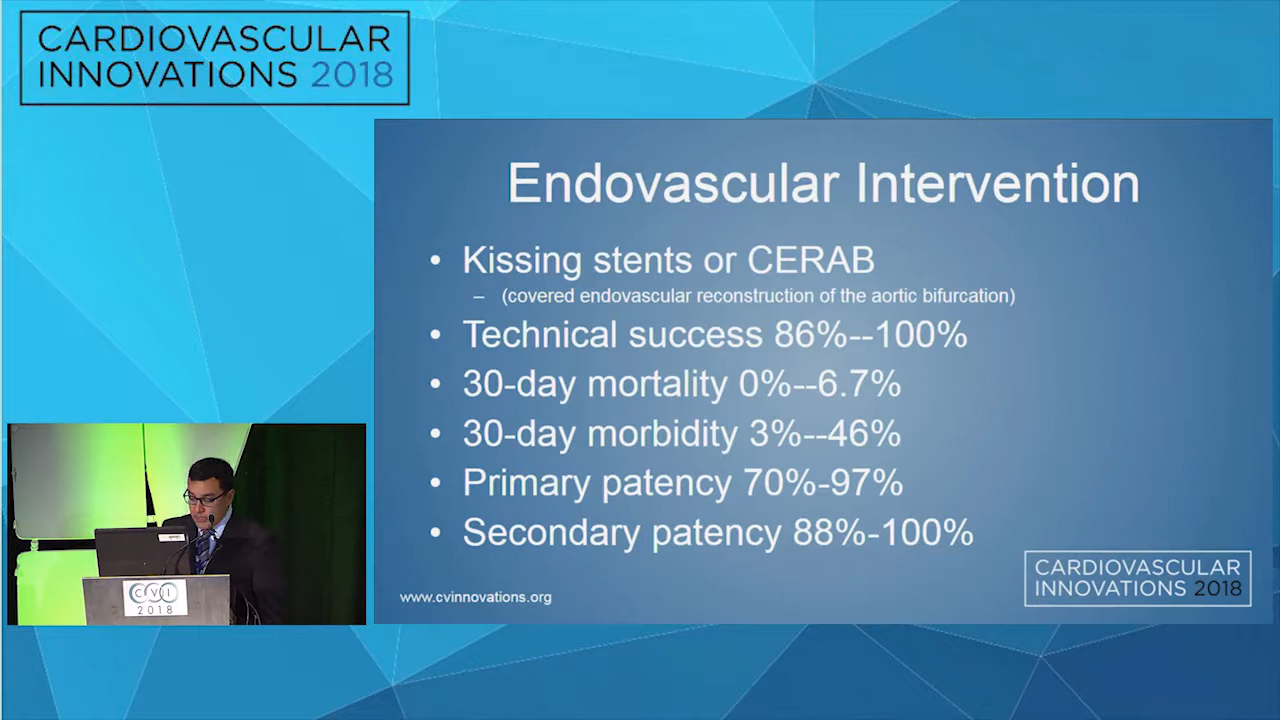 CARDIOVASCULAR
INNOVATIONS 2018
Endovascular Intervention
• Kissing stents or CERAB
– (covered endovascular reconstruction of the aortic bifurcation)
• Technical success 86%--100%
• 30-day mortality 0%--6.7%
• 30-day morbidity 3%--46%
• Primary patency 70%-97%
• Secondary patency 88%-100%
www.cvinnovations.org
CARDIOVASCULAR
INNOVATIONS 2018
CVI
2018